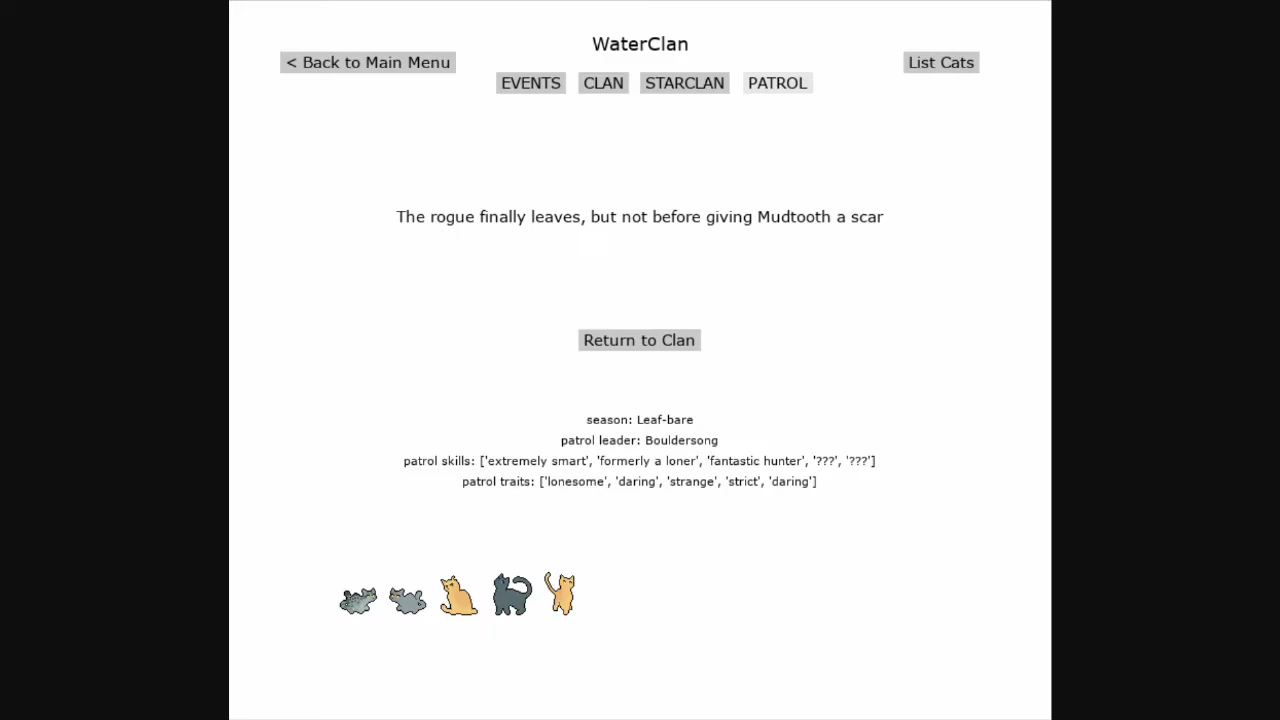 WaterClan
< Back to Main Menu
List Cats
EVENTS CLAN STARCLAN PATROL
The rogue finally leaves, but not before giving Mudtooth a scar
Return to Clan
season: Leaf-bare
patrol leader: Bouldersong
patrol skills: ['extremely smart', 'formerly a loner', 'fantastic hunter', '???', '???']
patrol traits: ['lonesome', 'daring', 'strange', 'strict', 'daring']